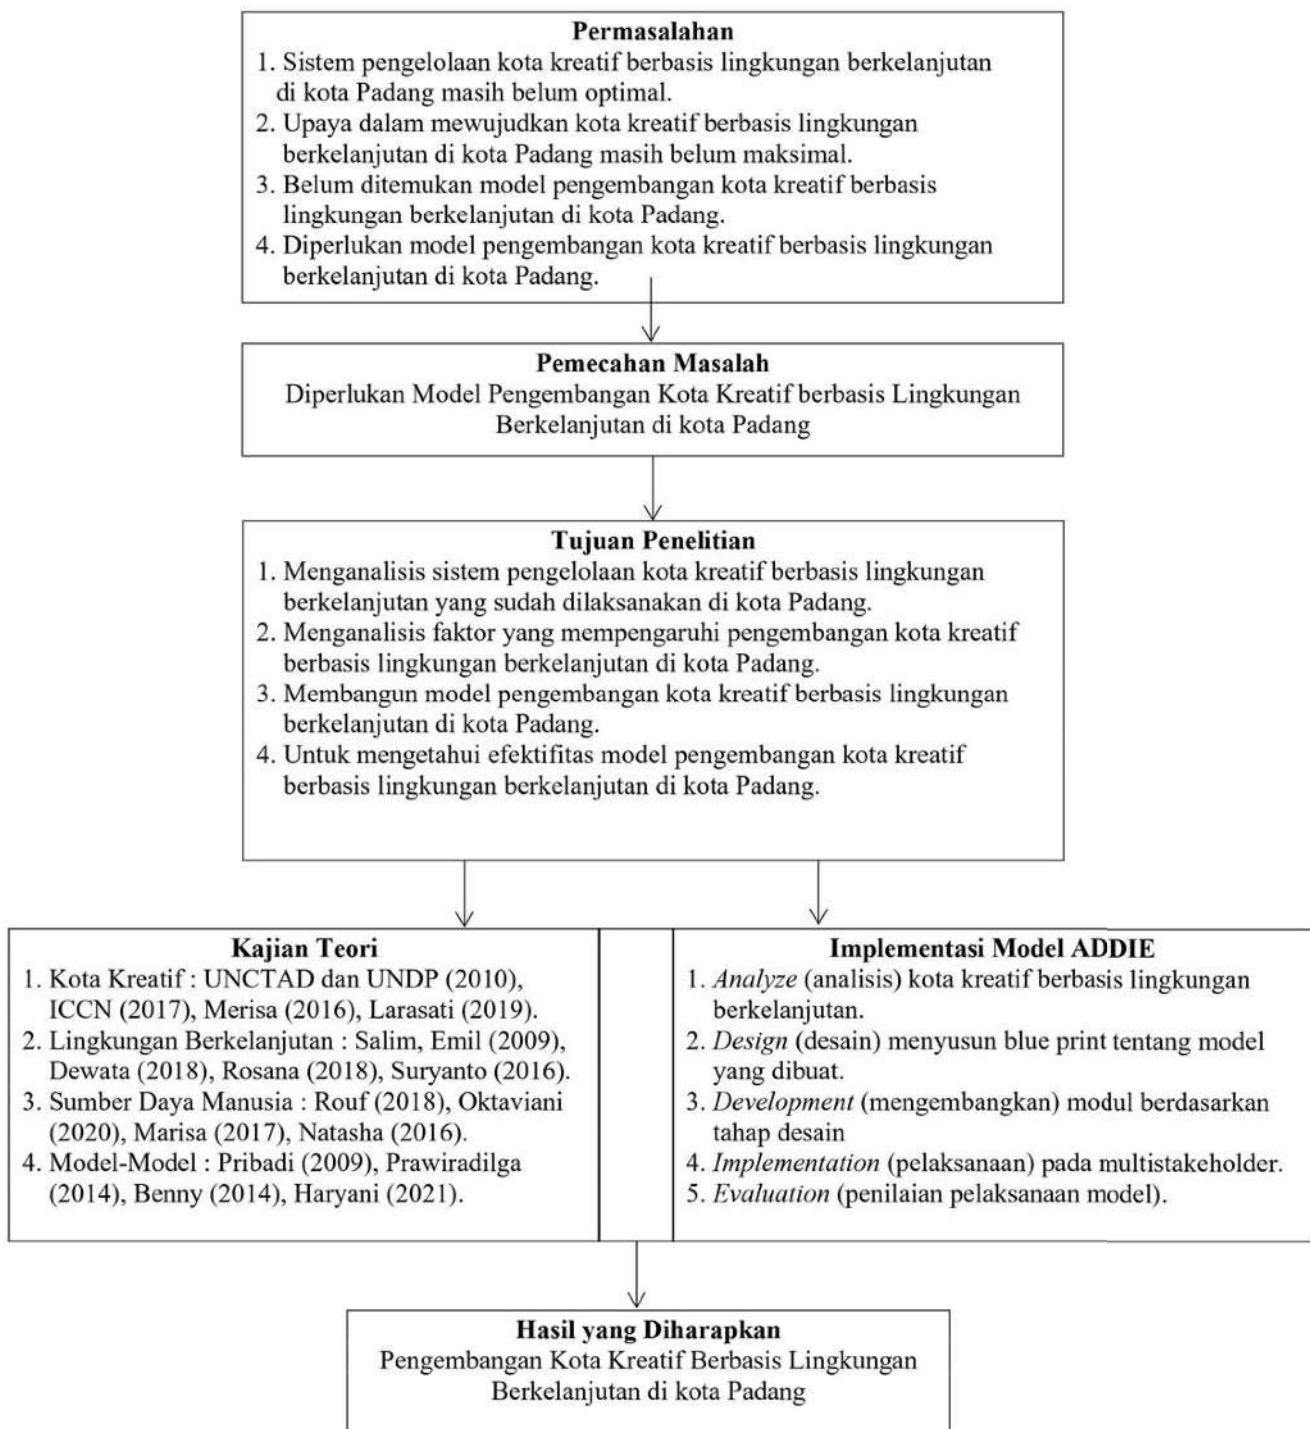 Permasalahan
1. Sistem pengelolaan kota kreatif berbasis lingkungan berkelanjutan
di kota Padang masih belum optimal.
2. Upaya dalam mewujudkan kota kreatif berbasis lingkungan
berkelanjutan di kota Padang masih belum maksimal.
3. Belum ditemukan model pengembangan kota kreatif berbasis
lingkungan berkelanjutan di kota Padang.
4. Diperlukan model pengembangan kota kreatif berbasis lingkungan
berkelanjutan di kota Padang.
Pemecahan Masalah
Diperlukan Model Pengembangan Kota Kreatif berbasis Lingkungan
Berkelanjutan di kota Padang
Tujuan Penelitian
1. Menganalisis sistem pengelolaan kota kreatif berbasis lingkungan
berkelanjutan yang sudah dilaksanakan di kota Padang.
2. Menganalisis faktor yang mempengaruhi pengembangan kota kreatif
berbasis lingkungan berkelanjutan di kota Padang.
3. Membangun model pengembangan kota kreatif berbasis lingkungan
berkelanjutan di kota Padang.
4. Untuk mengetahui efektifitas model pengembangan kota kreatif
berbasis lingkungan berkelanjutan di kota Padang.
Kajian Teori
1. Kota Kreatif : UNCTAD dan UNDP (2010),
ICCN (2017), Merisa (2016), Larasati (2019).
2. Lingkungan Berkelanjutan : Salim, Emil (2009),
Dewata (2018), Rosana (2018), Suryanto (2016).
3. Sumber Daya Manusia : Rouf (2018), Oktaviani
(2020), Marisa (2017), Natasha (2016).
4. Model-Model : Pribadi (2009), Prawiradilga
(2014), Benny (2014), Haryani (2021).
Implementasi Model ADDIE
1. Analyze (analisis) kota kreatif berbasis lingkungan
berkelanjutan.
2. Design (desain) menyusun blue print tentang model
yang dibuat.
3. Development (mengembangkan) modul berdasarkan
tahap desain
4. Implementation (pelaksanaan) pada multistakeholder.
5. Evaluation (penilaian pelaksanaan model).
Hasil yang Diharapkan
Pengembangan Kota Kreatif Berbasis Lingkungan
Berkelanjutan di kota Padang